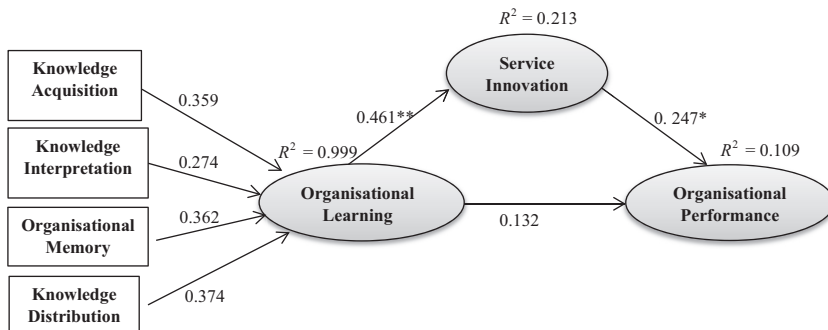 R² = 0.213
Service
Innovation
Knowledge
Acquisition
0.359
0.461**
0. 247*
Knowledge
Interpretation
0.274
R² = 0.999
R² = 0.109
Organisational
Learning
Organisational
Performance
Organisational
Memory
0.362
0.132
Knowledge
Distribution
0.374